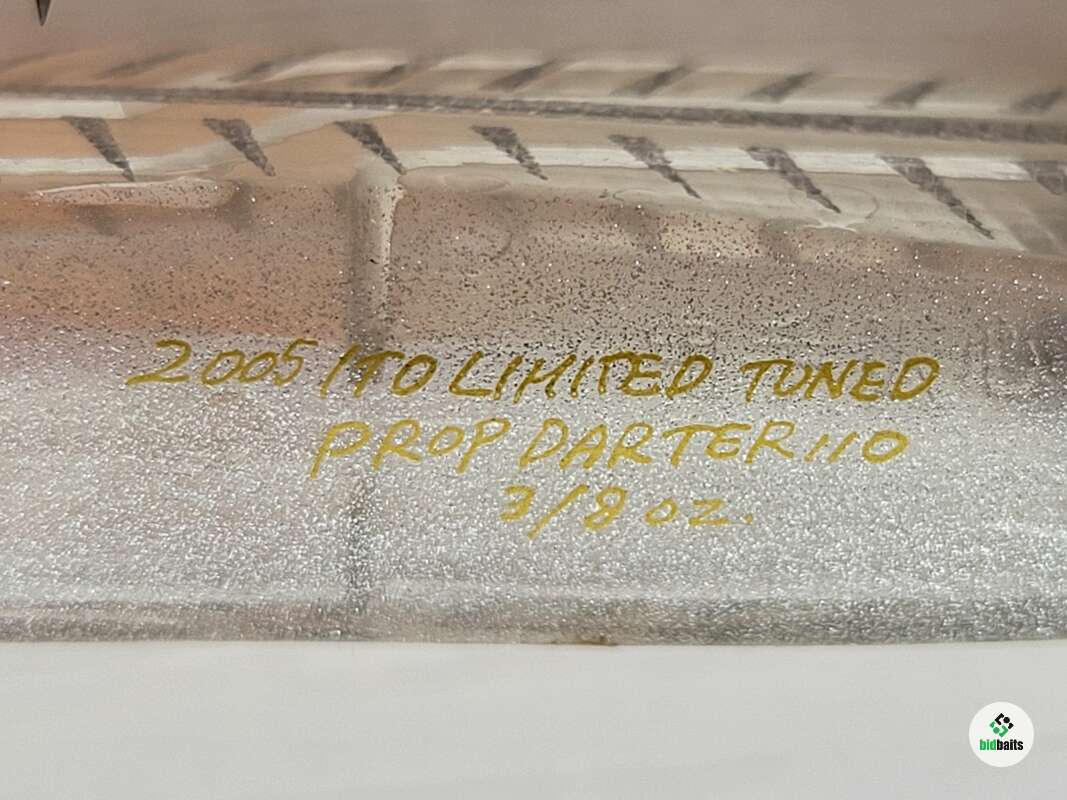 2005 ITO LIMITED TUNED
PROP DARTER 110
3/8 oz.
bidbaits